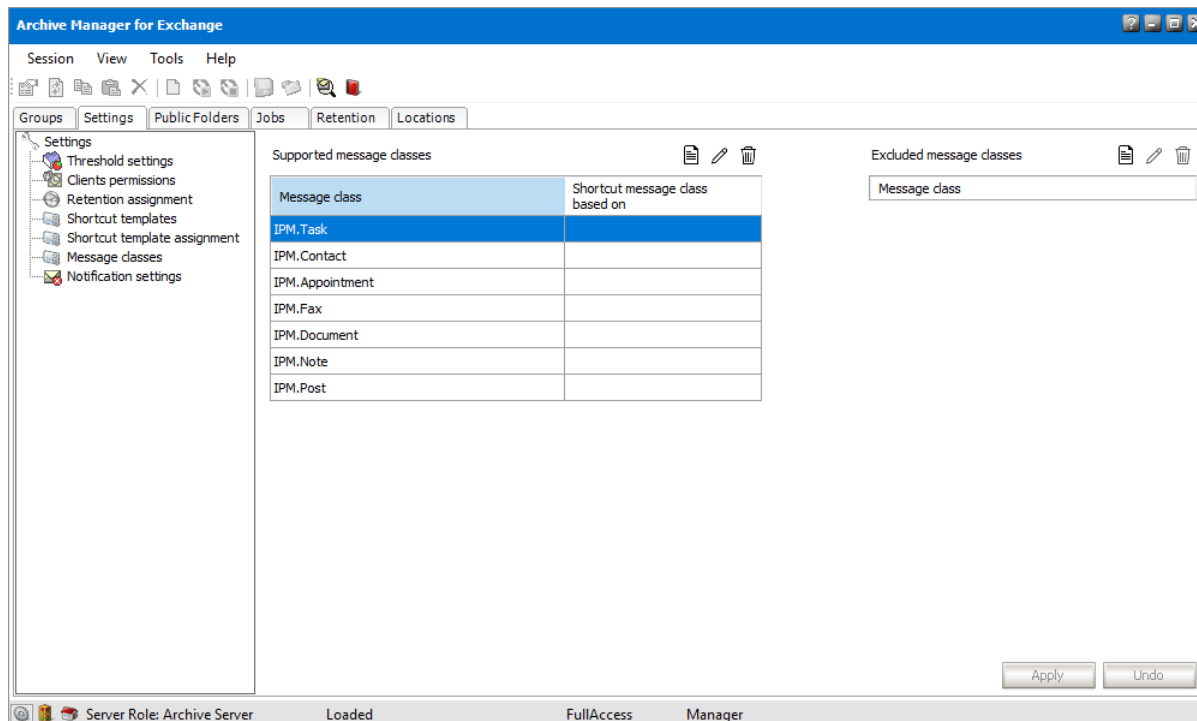 Archive Manager for Exchange
Session View Tools Help
Groups Settings Public Folders Jobs Retention Locations
Settings
Threshold settings
Clients permissions
Retention assignment
Shortcut templates
Shortcut template assignment
Message classes
Notification settings
Supported message classes
Message class
Shortcut message class
based on
IPM.Task
IPM.Contact
IPM.Appointment
IPM.Fax
IPM.Document
IPM.Note
IPM.Post
Excluded message classes
Message class
Apply Undo
Server Role: Archive Server Loaded FullAccess Manager